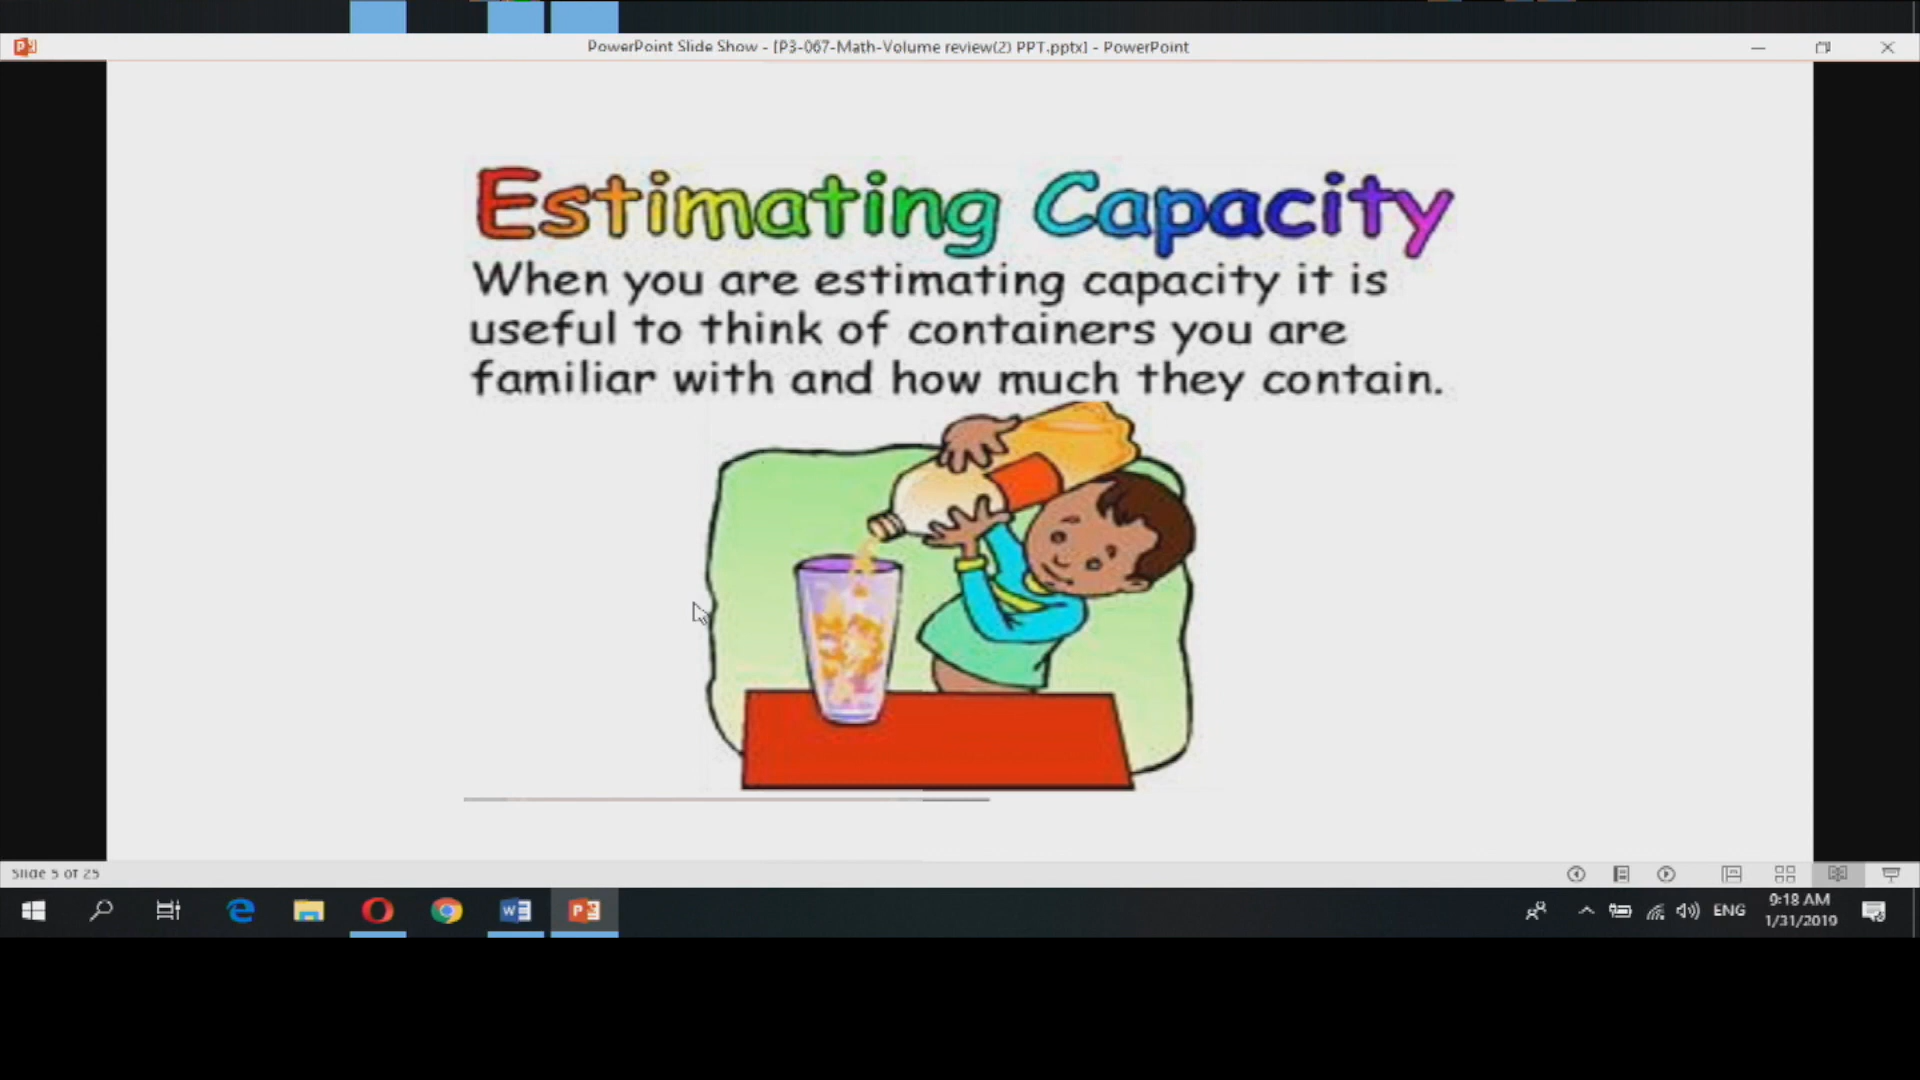 PowerPoint Slide Show - [P3-067-Math-Volume review(2) PPT.pptx] - PowerPoint
Estimating Capacity
When you are estimating capacity it is
useful to think of containers you are
familiar with and how much they contain.
Slide 5 of 25
ENG
9:18 AM
1/31/2019